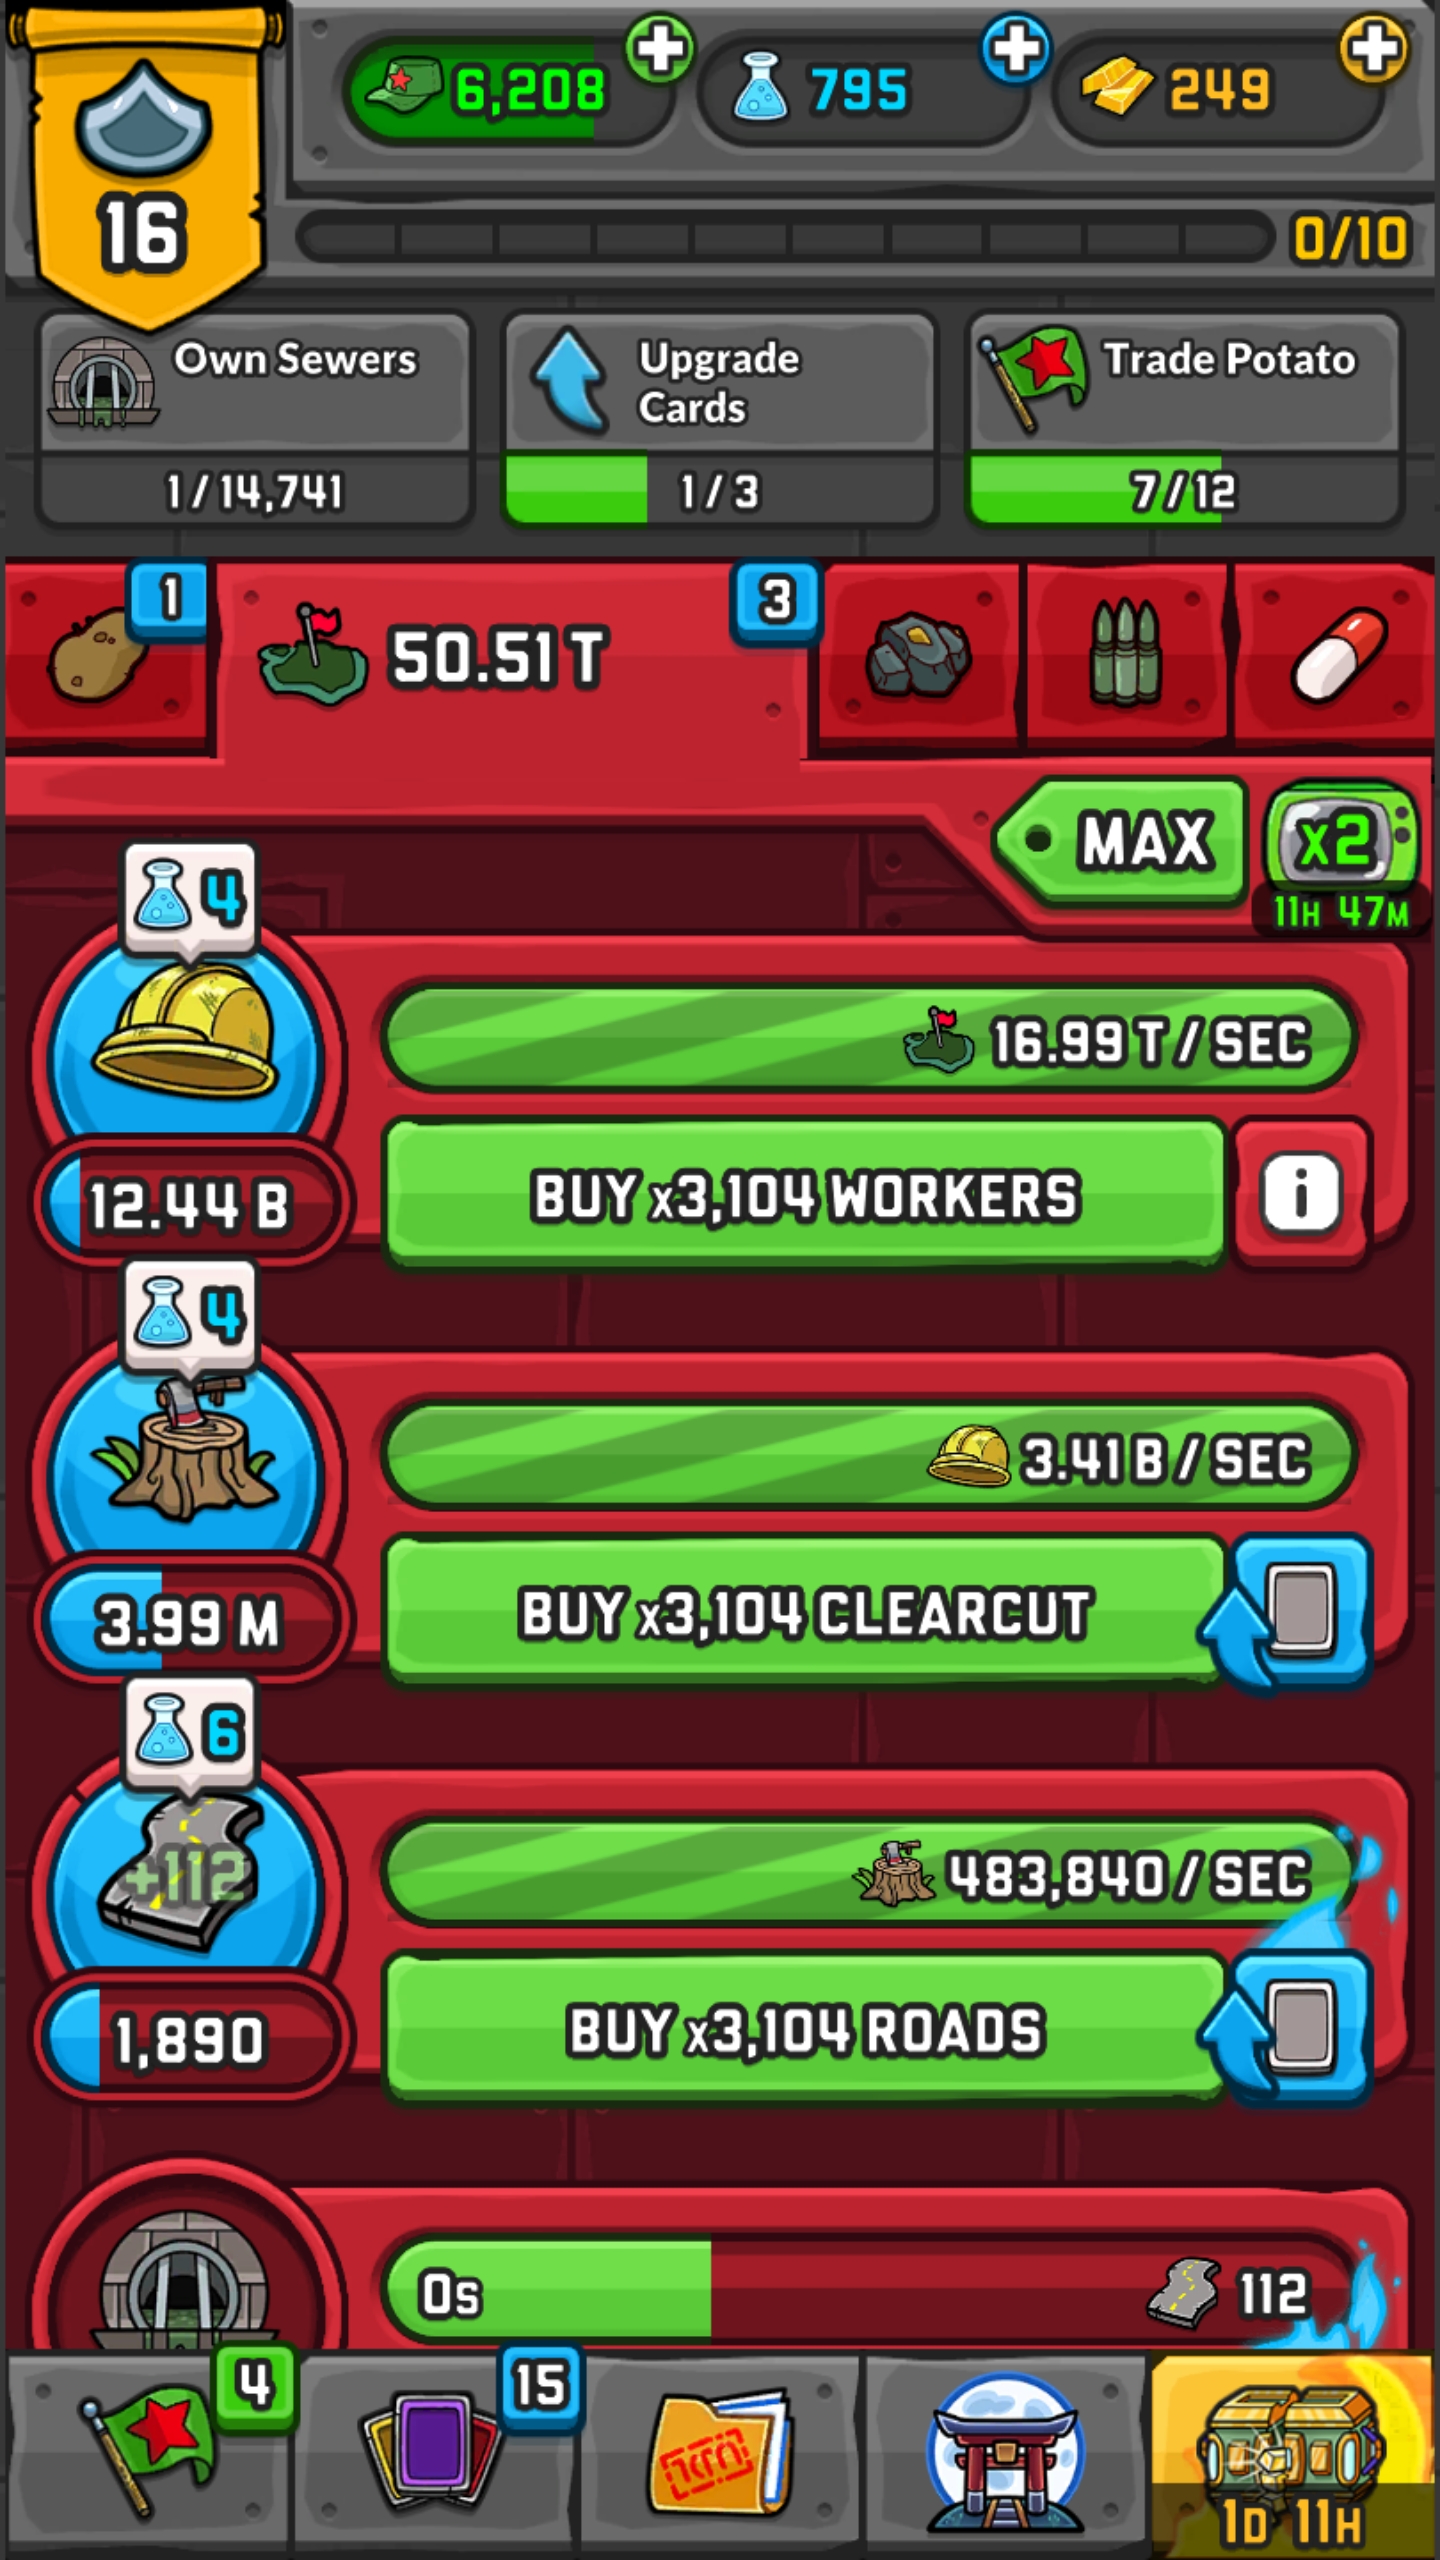 6,208
795
249
16
0/10
Own Sewers
1/14,741
Upgrade
Cards
1/3
Trade Potato
7/12
1
50.51 T
3
MAX
x2
11H 47M
4
16.99 T / SEC
12.44 B
BUY x3,104 WORKERS
i
4
3.41 B / SEC
3.99 M
BUY x3,104 CLEARCUT
6
+112
483,840 / SEC
1,890
BUY x3,104 ROADS
0s
112
4
15
1D 11H